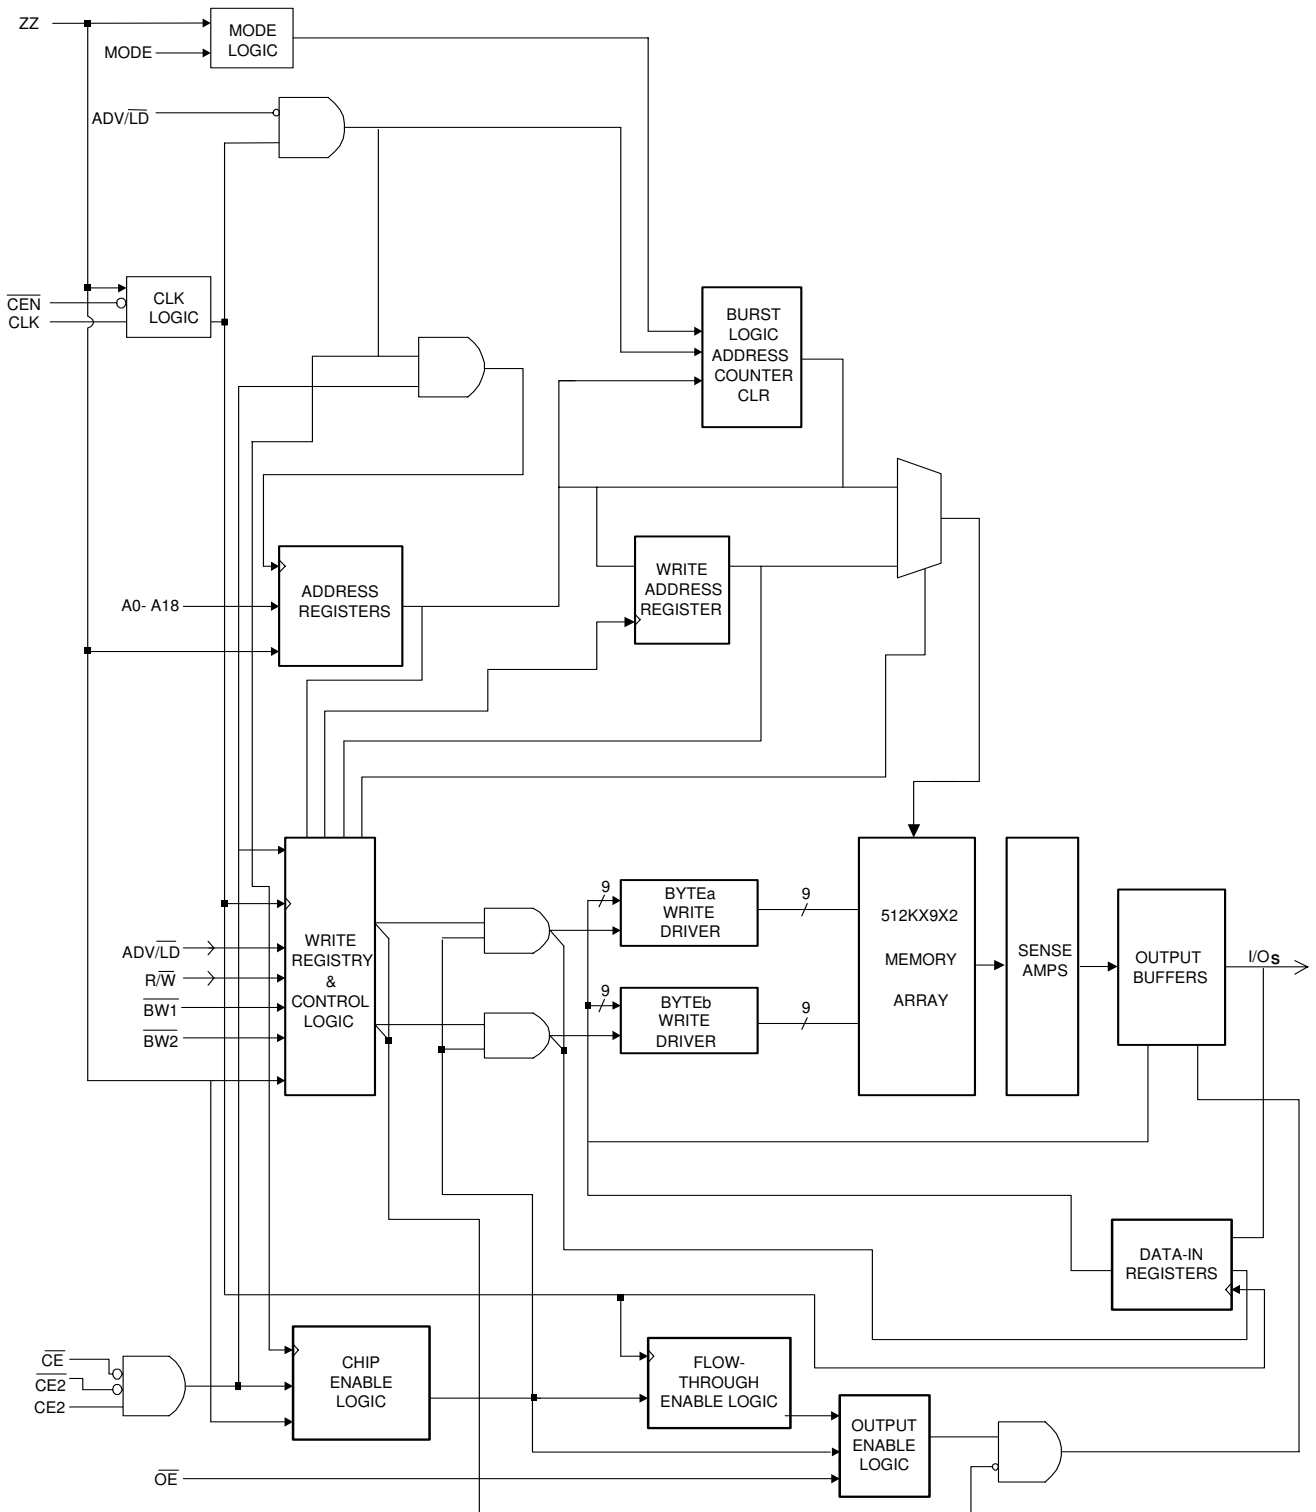 ZZ
MODE
MODE
LOGIC
ADV/LD
CEN
CLK
CLK
LOGIC
BURST
LOGIC
ADDRESS
COUNTER
CLR
A0- A18
ADDRESS
REGISTERS
WRITE
ADDRESS
REGISTER
ADV/LD
R/W
BW1
BW2
WRITE
REGISTRY
&
CONTROL
LOGIC
9
BYTEa
WRITE
DRIVER
9
9
BYTEb
WRITE
DRIVER
9
512KX9X2
MEMORY
ARRAY
SENSE
AMPS
OUTPUT
BUFFERS
I/Os
DATA-IN
REGISTERS
CE
CE2
CE2
CHIP
ENABLE
LOGIC
FLOW-
THROUGH
ENABLE LOGIC
OUTPUT
ENABLE
LOGIC
OE